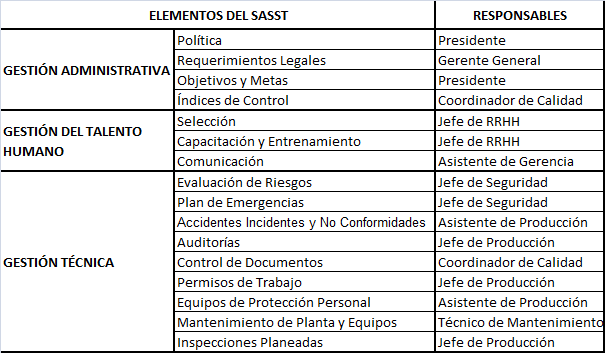 ELEMENTOS DEL SASST RESPONSABLES
GESTIÓN ADMINISTRATIVA
Política Presidente
Requerimientos Legales Gerente General
Objetivos y Metas Presidente
Índices de Control Coordinador de Calidad
GESTIÓN DEL TALENTO
HUMANO
Selección Jefe de RRHH
Capacitación y Entrenamiento Jefe de RRHH
Comunicación Asistente de Gerencia
GESTIÓN TÉCNICA
Evaluación de Riesgos Jefe de Seguridad
Plan de Emergencias Jefe de Seguridad
Accidentes Incidentes y No Conformidades Asistente de Producción
Auditorías Jefe de Producción
Control de Documentos Coordinador de Calidad
Permisos de Trabajo Jefe de Producción
Equipos de Protección Personal Asistente de Producción
Mantenimiento de Planta y Equipos Técnico de Mantenimiento
Inspecciones Planeadas Jefe de Producción